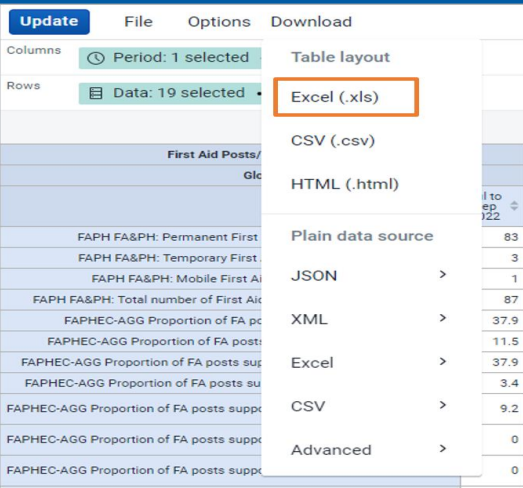 Update File Options Download
Columns Period: 1 selected
Rows Data: 19 selected
Table layout
Excel (.xls)
CSV (.csv)
HTML (.html)
Plain data source
JSON >
XML >
Excel >
CSV >
Advanced >
First Aid Posts/
Glo
l to
ep
022
FAPH FA&PH: Permanent First 83
FAPH FA&PH: Temporary First 3
FAPH FA&PH: Mobile First Ai 1
FAPH FA&PH: Total number of First Aid 87
FAPHEC-AGG Proportion of FA po 37.9
FAPHEC-AGG Proportion of FA posts 11.5
FAPHEC-AGG Proportion of FA posts sup 37.9
FAPHEC-AGG Proportion of FA posts su 3.4
FAPHEC-AGG Proportion of FA posts suppo 9.2
FAPHEC-AGG Proportion of FA posts suppo 0
FAPHEC-AGG Proportion of FA posts suppo 0